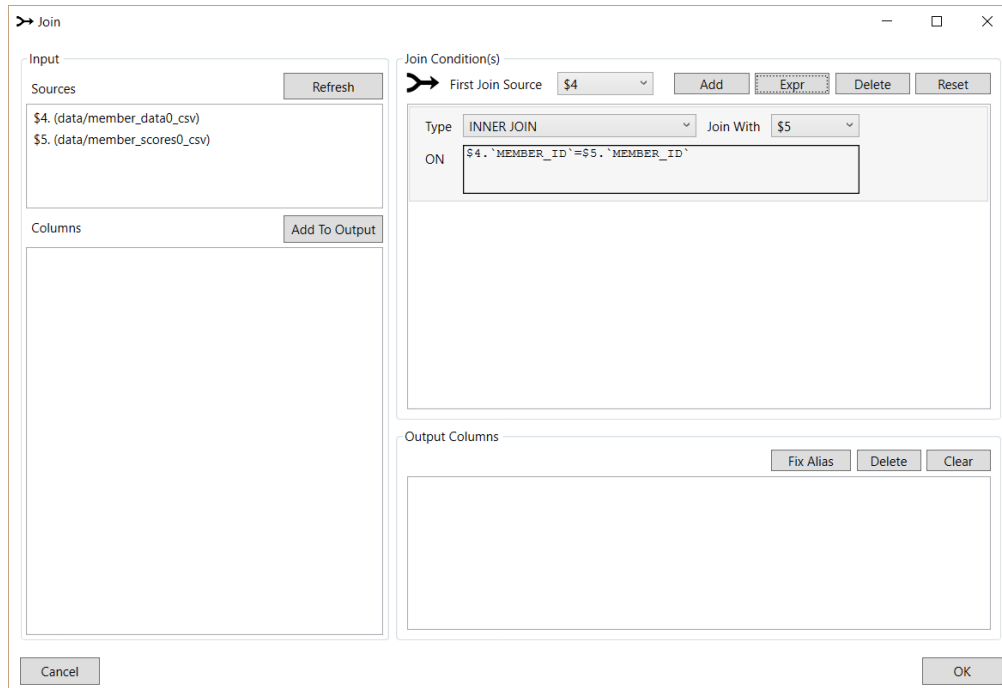 Join
Input
Sources
Refresh
$4. (data/member_data0_csv)
$5. (data/member_scores0_csv)
Columns
Add To Output
Join Condition(s)
First Join Source $4 Add Expr Delete Reset
Type INNER JOIN Join With $5
ON $4.`MEMBER_ID`=$5.`MEMBER_ID`
Output Columns
Fix Alias Delete Clear
Cancel OK